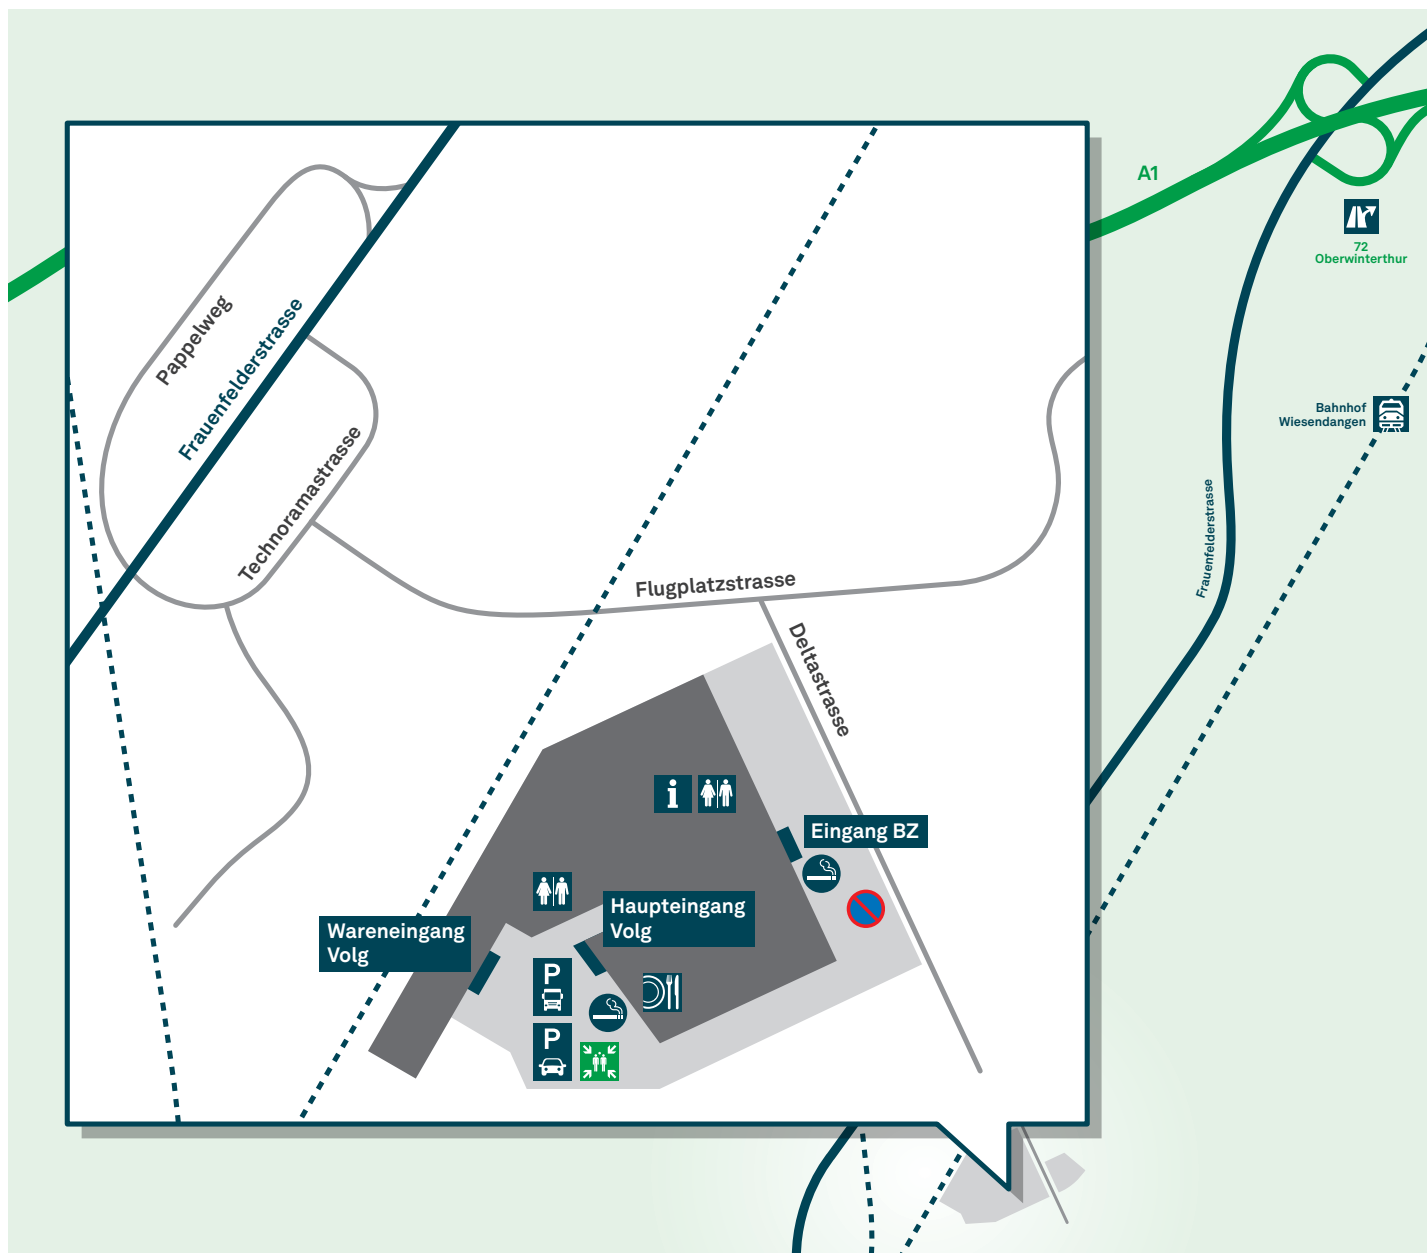 A1
72
Oberwinterthur
Pappelweg
Frauenfelderstrasse
Bahnhof
Wiesendangen
Technoramastrasse
Frauenfelderstrasse
Flugplatzstrasse
Deltastrasse
i
Eingang BZ
Haupteingang
Volg
Wareneingang
Volg
P
P